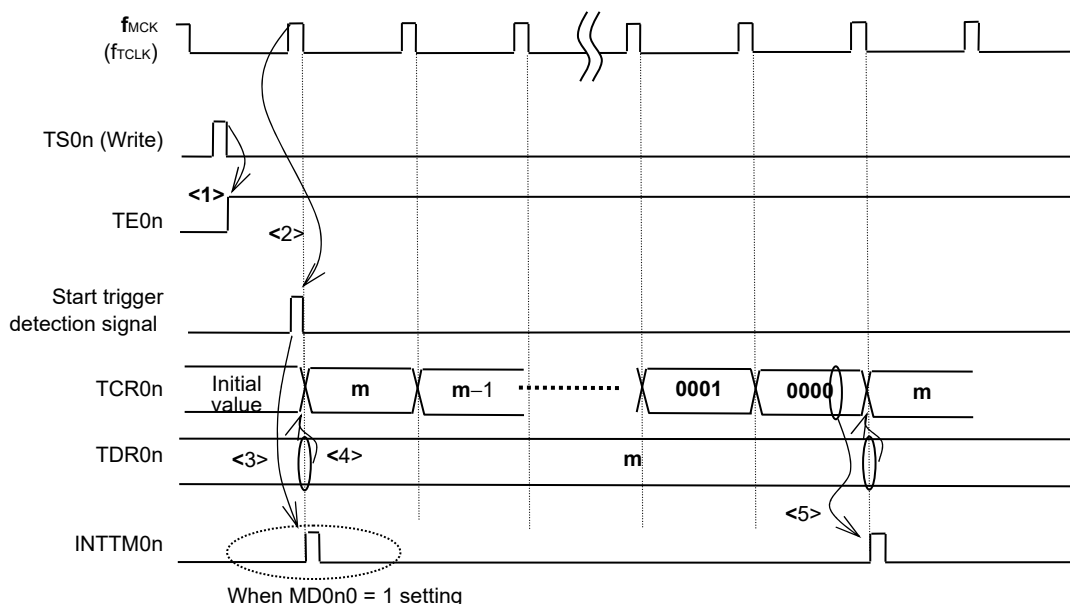 fMCK
(fTCLK)
TS0n (Write)
<1>
TE0n
<2>
Start trigger
detection signal
TCR0n
Initial
value
m
m−1
0001
0000
m
TDR0n
<3>
<4>
m
<5>
INTTM0n
When MD0n0 = 1 setting